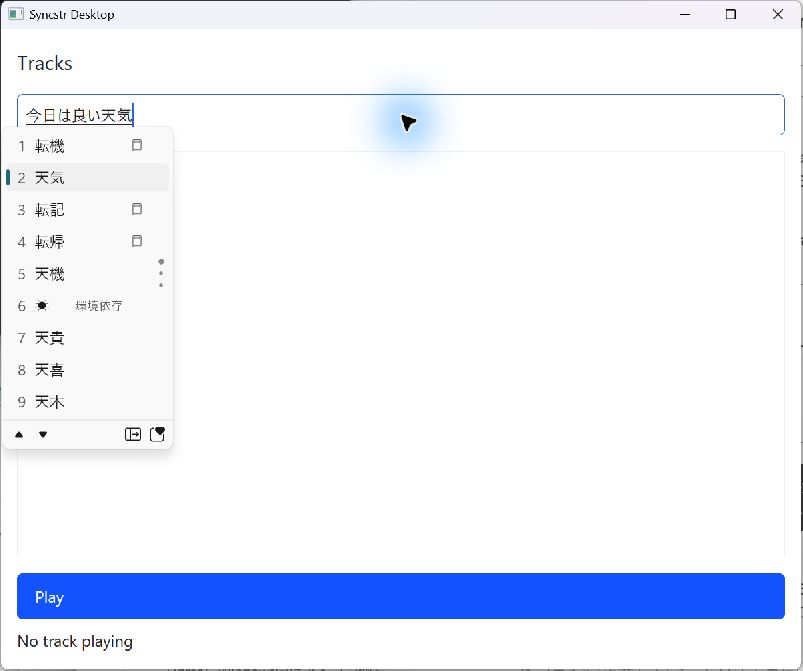 Syncstr Desktop
Tracks
今日は良い天気
1 転機
2 天気
3 転記
4 転帰
5 天機
6 ☀ 環境依存
7 天貴
8 天喜
9 天木
Play
No track playing